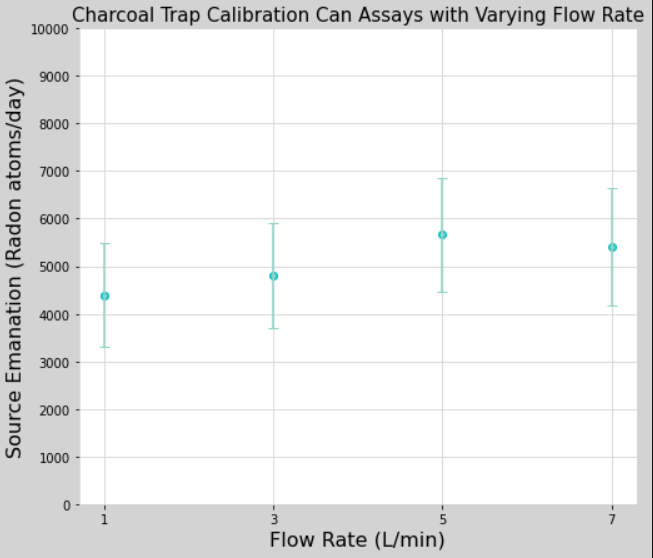 Charcoal Trap Calibration Can Assays with Varying Flow Rate
10000
9000
8000
7000
6000
5000
4000
3000
2000
1000
0
Source Emanation (Radon atoms/day)
1 3 5 7
Flow Rate (L/min)